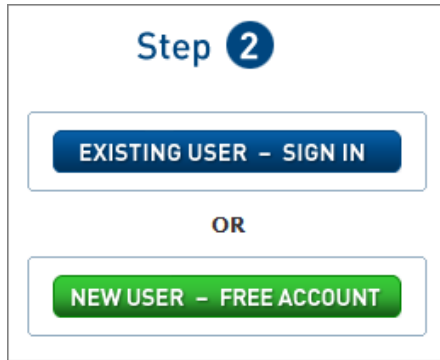 Step 2
EXISTING USER – SIGN IN
OR
NEW USER – FREE ACCOUNT